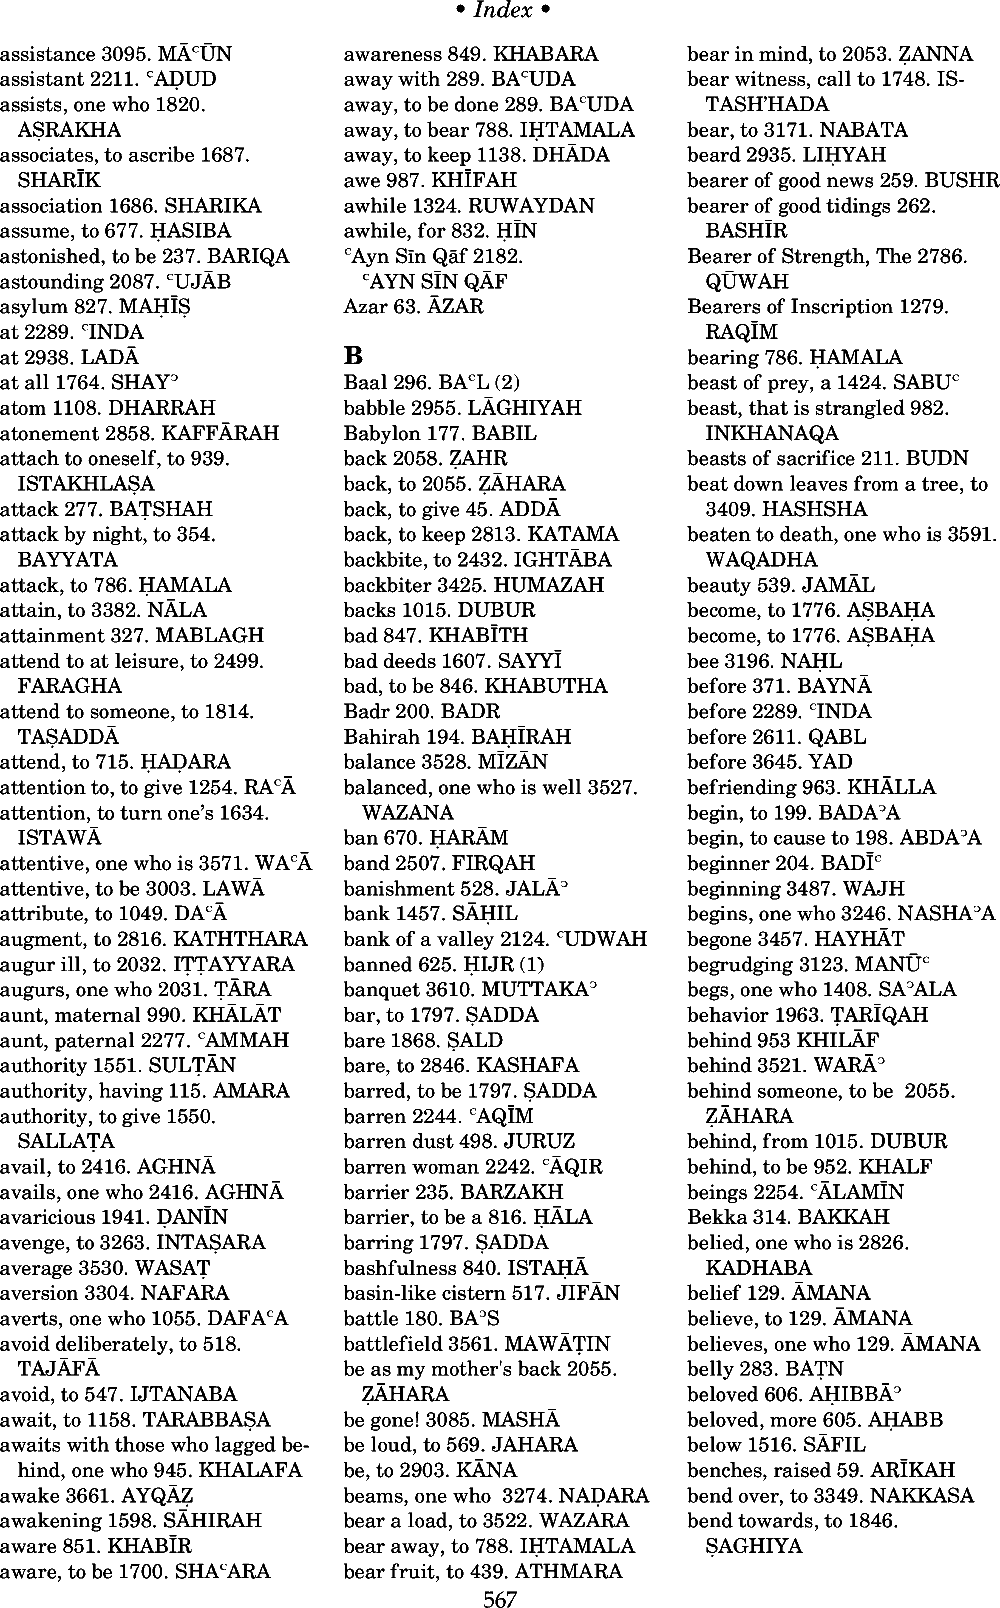 • Index •
assistance 3095. MĀᶜŪN
assistant 2211. ᶜAḌUD
assists, one who 1820.
AṢRAKHA
associates, to ascribe 1687.
SHARĪK
association 1686. SHARIKA
assume, to 677. ḤASIBA
astonished, to be 237. BARIQA
astounding 2087. ᶜUJĀB
asylum 827. MAḤĪṢ
at 2289. ᶜINDA
at 2938. LADĀ
at all 1764. SHAYᵓ
atom 1108. DHARRAH
atonement 2858. KAFFĀRAH
attach to oneself, to 939.
ISTAKHLAṢA
attack 277. BAṬSHAH
attack by night, to 354.
BAYYATA
attack, to 786. ḤAMALA
attain, to 3382. NĀLA
attainment 327. MABLAGH
attend to at leisure, to 2499.
FARAGHA
attend to someone, to 1814.
TAṢADDĀ
attend, to 715. ḤAḌARA
attention to, to give 1254. RAᶜĀ
attention, to turn one's 1634.
ISTAWĀ
attentive, one who is 3571. WAᶜĀ
attentive, to be 3003. LAWĀ
attribute, to 1049. DAᶜĀ
augment, to 2816. KATHTHARA
augur ill, to 2032. IṬṬAYYARA
augurs, one who 2031. ṬĀRA
aunt, maternal 990. KHĀLĀT
aunt, paternal 2277. ᶜAMMAH
authority 1551. SULṬĀN
authority, having 115. AMARA
authority, to give 1550.
SALLAṬA
avail, to 2416. AGHNĀ
avails, one who 2416. AGHNĀ
avaricious 1941. ḌANĪN
avenge, to 3263. INTAṢARA
average 3530. WASAṬ
aversion 3304. NAFARA
averts, one who 1055. DAFAᶜA
avoid deliberately, to 518.
TAJĀFĀ
avoid, to 547. IJTANABA
await, to 1158. TARABBAṢA
awaits with those who lagged be-
hind, one who 945. KHALAFA
awake 3661. AYQĀẒ
awakening 1598. SĀHIRAH
aware 851. KHABĪR
aware, to be 1700. SHAᶜARA
awareness 849. KHABARA
away with 289. BAᶜUDA
away, to be done 289. BAᶜUDA
away, to bear 788. IḤTAMALA
away, to keep 1138. DHĀDA
awe 987. KHĪFAH
awhile 1324. RUWAYDAN
awhile, for 832. ḤĪN
ᶜAyn Sīn Qāf 2182.
ᶜAYN SĪN QĀF
Azar 63. ĀZAR
B
Baal 296. BAᶜL (2)
babble 2955. LĀGHIYAH
Babylon 177. BABIL
back 2058. ẒAHR
back, to 2055. ẒĀHARA
back, to give 45. ADDĀ
back, to keep 2813. KATAMA
backbite, to 2432. IGHTĀBA
backbiter 3425. HUMAZAH
backs 1015. DUBUR
bad 847. KHABĪTH
bad deeds 1607. SAYYĪ
bad, to be 846. KHABUTHA
Badr 200. BADR
Bahirah 194. BAḤĪRAH
balance 3528. MĪZĀN
balanced, one who is well 3527.
WAZANA
ban 670. ḤARĀM
band 2507. FIRQAH
banishment 528. JALĀᵓ
bank 1457. SĀḤIL
bank of a valley 2124. ᶜUDWAH
banned 625. ḤIJR (1)
banquet 3610. MUTTAKAᵓ
bar, to 1797. ṢADDA
bare 1868. ṢALD
bare, to 2846. KASHAFA
barred, to be 1797. ṢADDA
barren 2244. ᶜAQĪM
barren dust 498. JURUZ
barren woman 2242. ᶜĀQIR
barrier 235. BARZAKH
barrier, to be a 816. ḤĀLA
barring 1797. ṢADDA
bashfulness 840. ISTAḤĀ
basin-like cistern 517. JIFĀN
battle 180. BAᵓS
battlefield 3561. MAWĀṬIN
be as my mother's back 2055.
ẒĀHARA
be gone! 3085. MASHĀ
be loud, to 569. JAHARA
be, to 2903. KĀNA
beams, one who 3274. NAḌARA
bear a load, to 3522. WAZARA
bear away, to 788. IḤTAMALA
bear fruit, to 439. ATHMARA
bear in mind, to 2053. ẒANNA
bear witness, call to 1748. IS-
TASH'HADA
bear, to 3171. NABATA
beard 2935. LIḤYAH
bearer of good news 259. BUSHR
bearer of good tidings 262.
BASHĪR
Bearer of Strength, The 2786.
QŪWAH
Bearers of Inscription 1279.
RAQĪM
bearing 786. ḤAMALA
beast of prey, a 1424. SABUᶜ
beast, that is strangled 982.
INKHANAQA
beasts of sacrifice 211. BUDN
beat down leaves from a tree, to
3409. HASHSHA
beaten to death, one who is 3591.
WAQADHA
beauty 539. JAMĀL
become, to 1776. AṢBAḤA
become, to 1776. AṢBAḤA
bee 3196. NAḤL
before 371. BAYNĀ
before 2289. ᶜINDA
before 2611. QABL
before 3645. YAD
befriending 963. KHĀLLA
begin, to 199. BADAᵓA
begin, to cause to 198. ABDAᵓA
beginner 204. BADĪᶜ
beginning 3487. WAJH
begins, one who 3246. NASHAᵓA
begone 3457. HAYHĀT
begrudging 3123. MANŪᶜ
begs, one who 1408. SAᵓALA
behavior 1963. ṬARĪQAH
behind 953 KHILĀF
behind 3521. WARĀᵓ
behind someone, to be 2055.
ẒĀHARA
behind, from 1015. DUBUR
behind, to be 952. KHALF
beings 2254. ᶜĀLAMĪN
Bekka 314. BAKKAH
belied, one who is 2826.
KADHABA
belief 129. ĀMANA
believe, to 129. ĀMANA
believes, one who 129. ĀMANA
belly 283. BAṬN
beloved 606. AḤIBBĀᵓ
beloved, more 605. AḤABB
below 1516. SĀFIL
benches, raised 59. ARĪKAH
bend over, to 3349. NAKKASA
bend towards, to 1846.
ṢAGHIYA
567